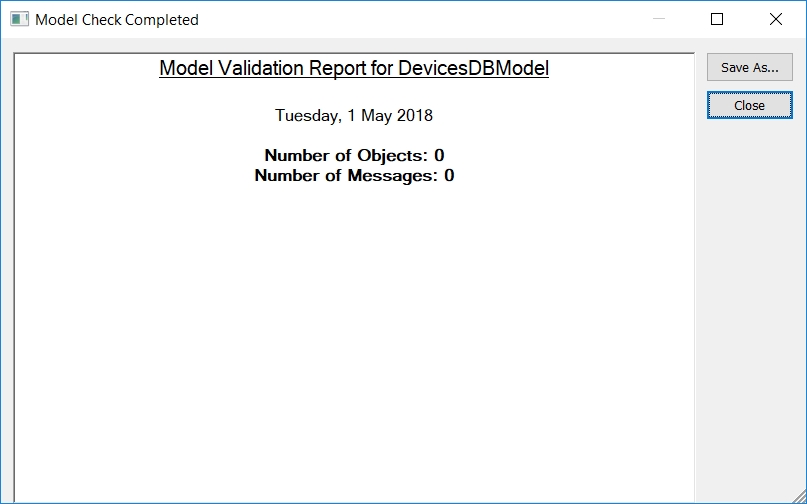 Model Check Completed
Model Validation Report for DevicesDBModel
Save As...
Close
Tuesday, 1 May 2018
Number of Objects: 0
Number of Messages: 0